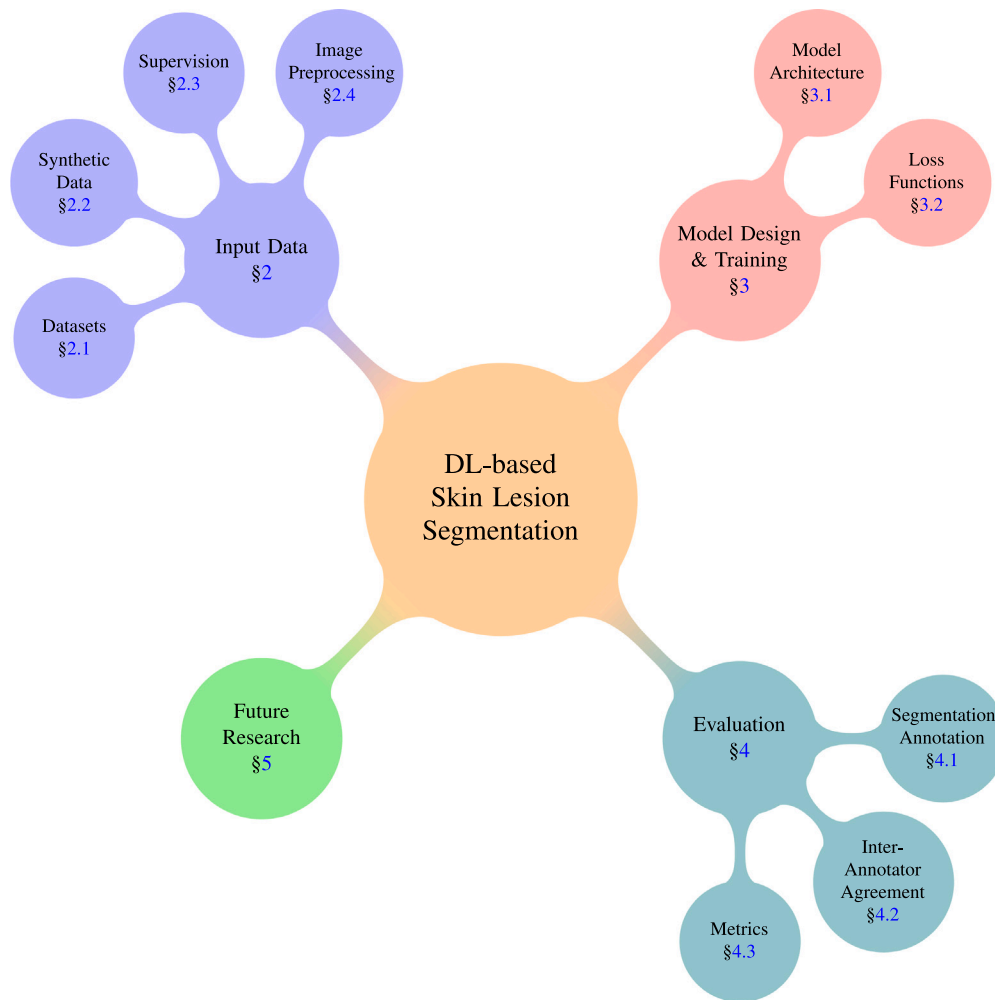 Supervision
§2.3
Image
Preprocessing
§2.4
Model
Architecture
§3.1
Synthetic
Data
§2.2
Loss
Functions
§3.2
Input Data
§2
Model Design
& Training
§3
Datasets
§2.1
DL-based
Skin Lesion
Segmentation
Future
Research
§5
Evaluation
§4
Segmentation
Annotation
§4.1
Inter-
Annotator
Agreement
§4.2
Metrics
§4.3